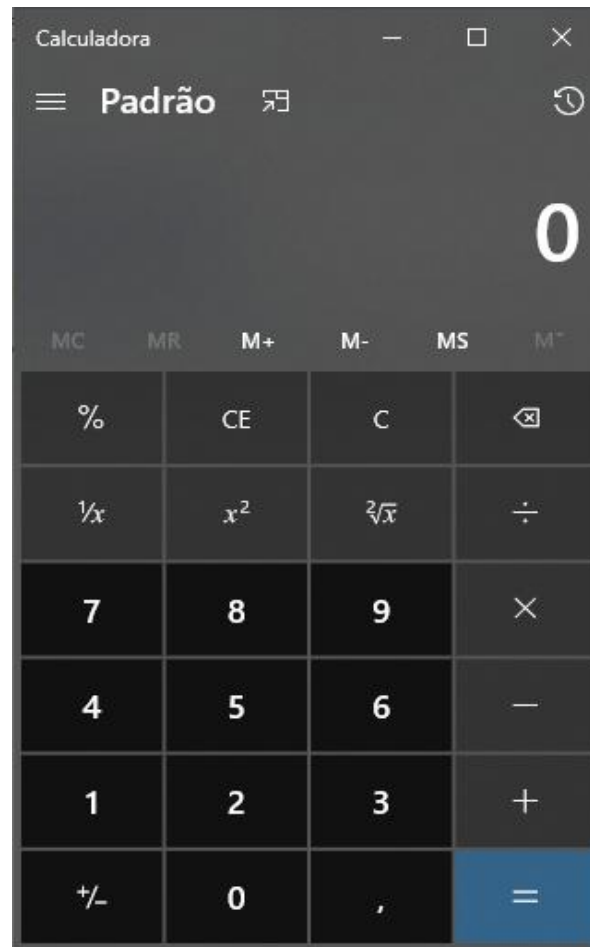 Calculadora
Padrão
0
MC MR M+ M- MS Mˇ
% CE C
¹/x x² ²√x ÷
7 8 9 ×
4 5 6 −
1 2 3 +
+/− 0 , =